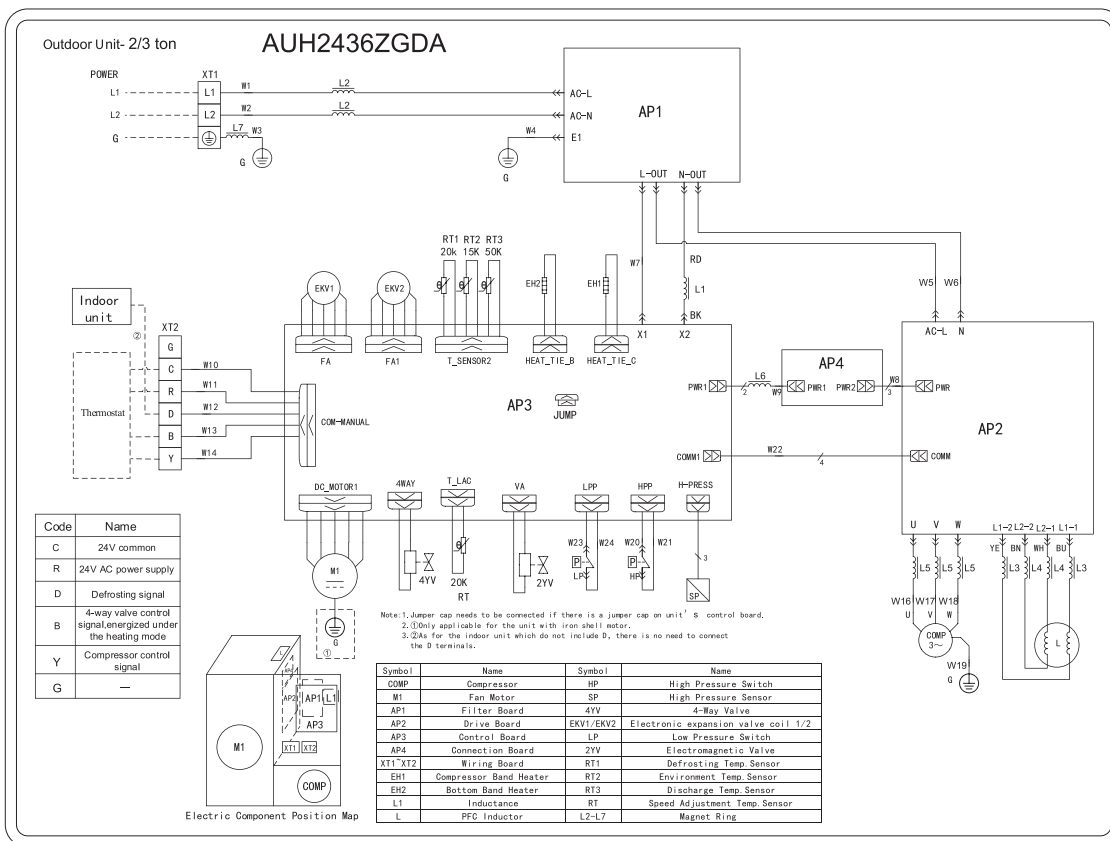 Outdoor Unit- 2/3 ton
AUH2436ZGDA
POWER
XT1
L1
L1
W1
L2
AC-L
L2
L2
W2
L2
AC-N
AP1
G
L7
W3
G
W4
E1
G
L-OUT N-OUT
RT1 RT2 RT3
20k 15K 50K
W7
RD
L1
BK
EKV1
EKV2
EH2
EH1
W5
W6
Indoor
unit
②
XT2
FA
FA1
T_SENSOR2
HEAT_TIE_B
HEAT_TIE_C
X1
X2
AC-L N
G
C
W10
R
W11
D
W12
B
W13
Y
W14
Thermostat
COM-MANUAL
AP3
JUMP
PWR1
2
L6
W9
AP4
PWR1
PWR2
W8
3
PWR
AP2
COMM1
W22
4
COMM
DC_MOTOR1
4WAY
T_LAC
VA
LPP
HPP
H-PRESS
M1
4YV
20K
RT
2YV
W23
W24
P
LP
W20
W21
P
HP
3
SP
G
①
U V W
L1-2 L2-2 L2-1 L1-1
YE BN WH BU
L5 L5 L5
L3 L4 L4 L3
W16 W17 W18
U V W
COMP
3～
W19
G
L
Code Name
C 24V common
R 24V AC power supply
D Defrosting signal
B 4-way valve control
signal,energized under
the heating mode
Y Compressor control
signal
G —
Note:1.Jumper cap needs to be connected if there is a jumper cap on unit's control board.
2.①Only applicable for the unit with iron shell motor.
3.②As for the indoor unit which do not include D, there is no need to connect
the D terminals.
L
AP4
AP2
AP1
L1
AP3
M1
XT1 XT2
COMP
Electric Component Position Map
Symbol Name Symbol Name
COMP Compressor HP High Pressure Switch
M1 Fan Motor SP High Pressure Sensor
AP1 Filter Board 4YV 4-Way Valve
AP2 Drive Board EKV1/EKV2 Electronic expansion valve coil 1/2
AP3 Control Board LP Low Pressure Switch
AP4 Connection Board 2YV Electromagnetic Valve
XT1~XT2 Wiring Board RT1 Defrosting Temp.Sensor
EH1 Compressor Band Heater RT2 Environment Temp.Sensor
EH2 Bottom Band Heater RT3 Discharge Temp.Sensor
L1 Inductance RT Speed Adjustment Temp.Sensor
L PFC Inductor L2-L7 Magnet Ring